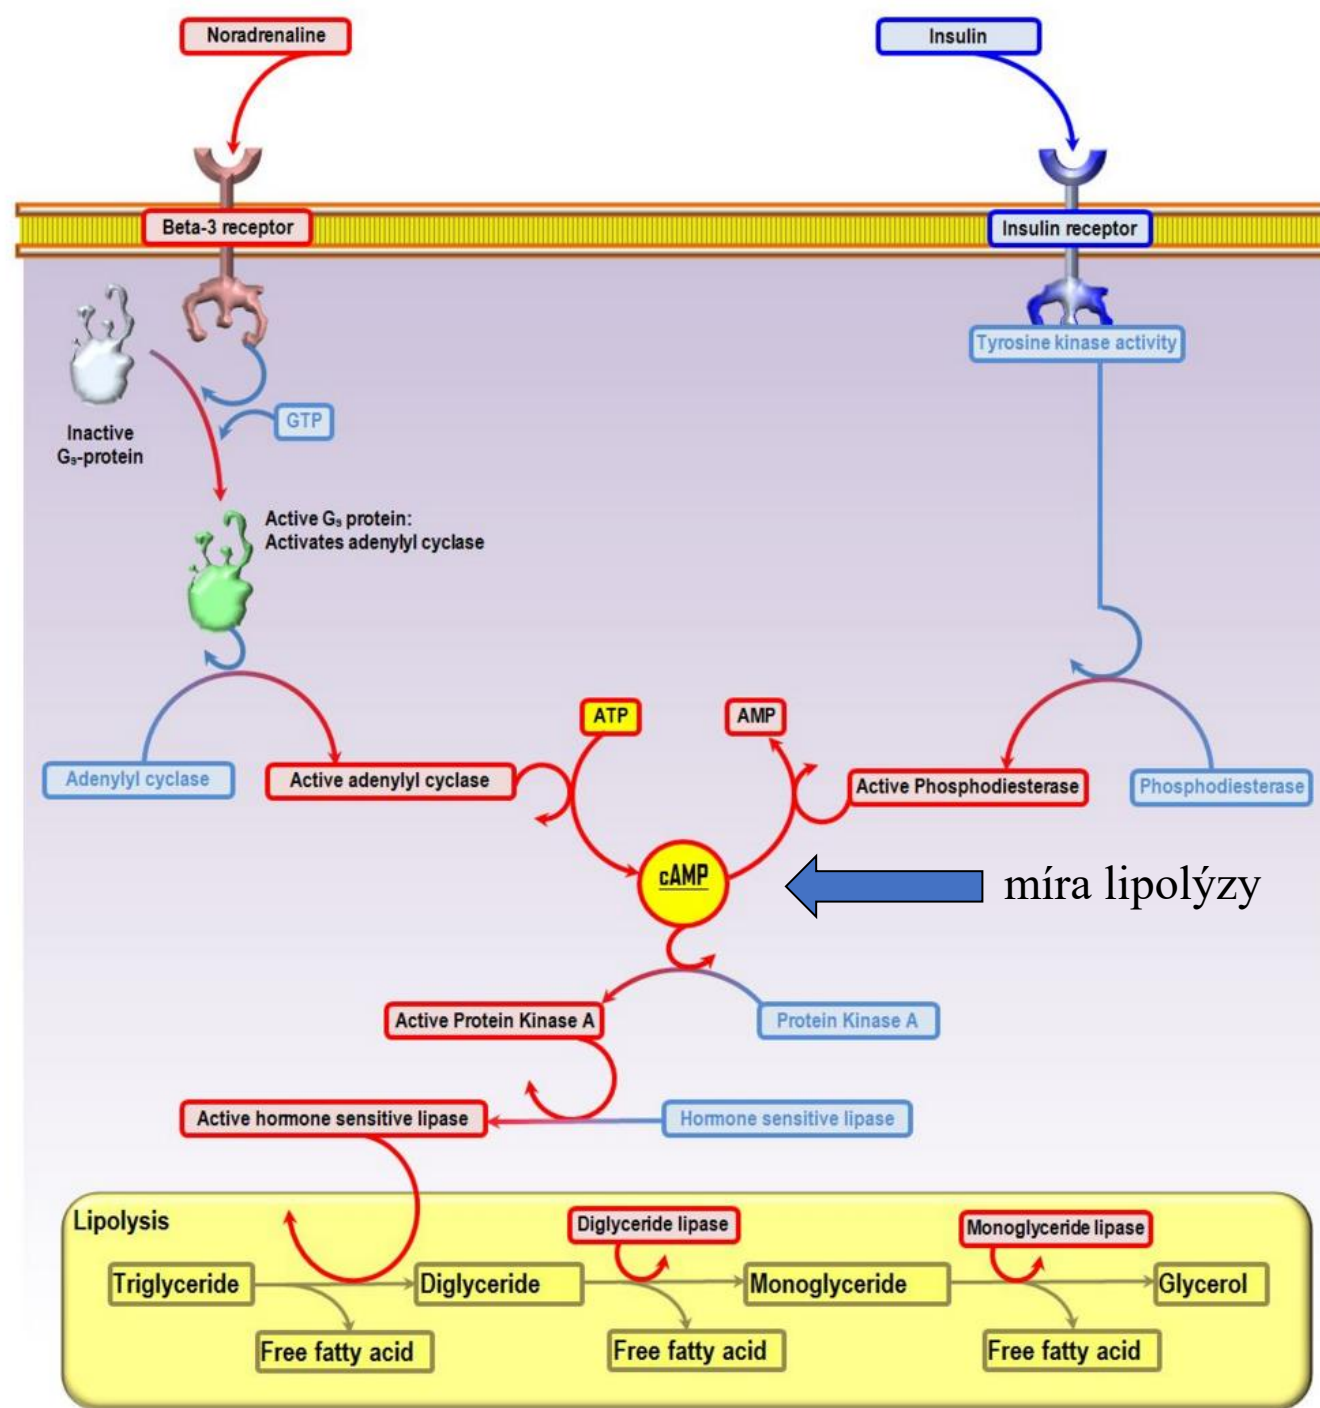 Noradrenaline
Insulin
Beta-3 receptor
Insulin receptor
Tyrosine kinase activity
GTP
Inactive
Gs-protein
Active Gs protein:
Activates adenylyl cyclase
ATP
AMP
Adenylyl cyclase
Active adenylyl cyclase
Active Phosphodiesterase
Phosphodiesterase
cAMP
míra lipolýzy
Active Protein Kinase A
Protein Kinase A
Active hormone sensitive lipase
Hormone sensitive lipase
Lipolysis
Diglyceride lipase
Monoglyceride lipase
Triglyceride
Diglyceride
Monoglyceride
Glycerol
Free fatty acid
Free fatty acid
Free fatty acid